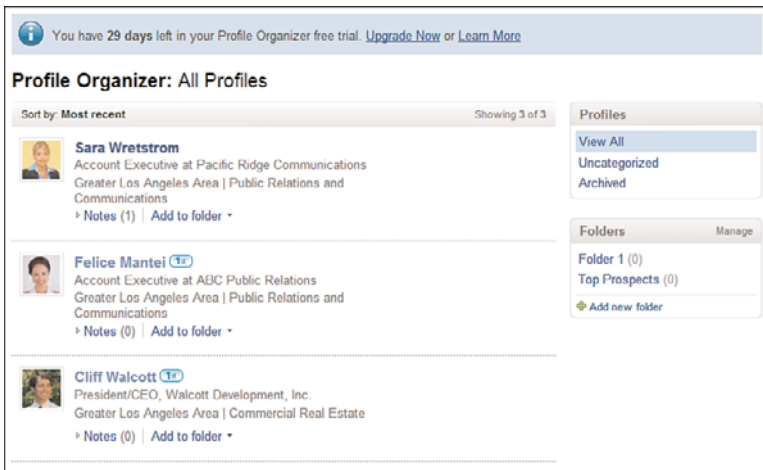 You have 29 days left in your Profile Organizer free trial. Upgrade Now or Learn More
Profile Organizer: All Profiles
Sort by: Most recent
Showing 3 of 3
Sara Wretstrom
Account Executive at Pacific Ridge Communications
Greater Los Angeles Area | Public Relations and
Communications
Notes (1) | Add to folder
Felice Mantei 1st
Account Executive at ABC Public Relations
Greater Los Angeles Area | Public Relations and
Communications
Notes (0) | Add to folder
Cliff Walcott 1st
President/CEO, Walcott Development, Inc.
Greater Los Angeles Area | Commercial Real Estate
Notes (0) | Add to folder
Profiles
View All
Uncategorized
Archived
Folders Manage
Folder 1 (0)
Top Prospects (0)
Add new folder